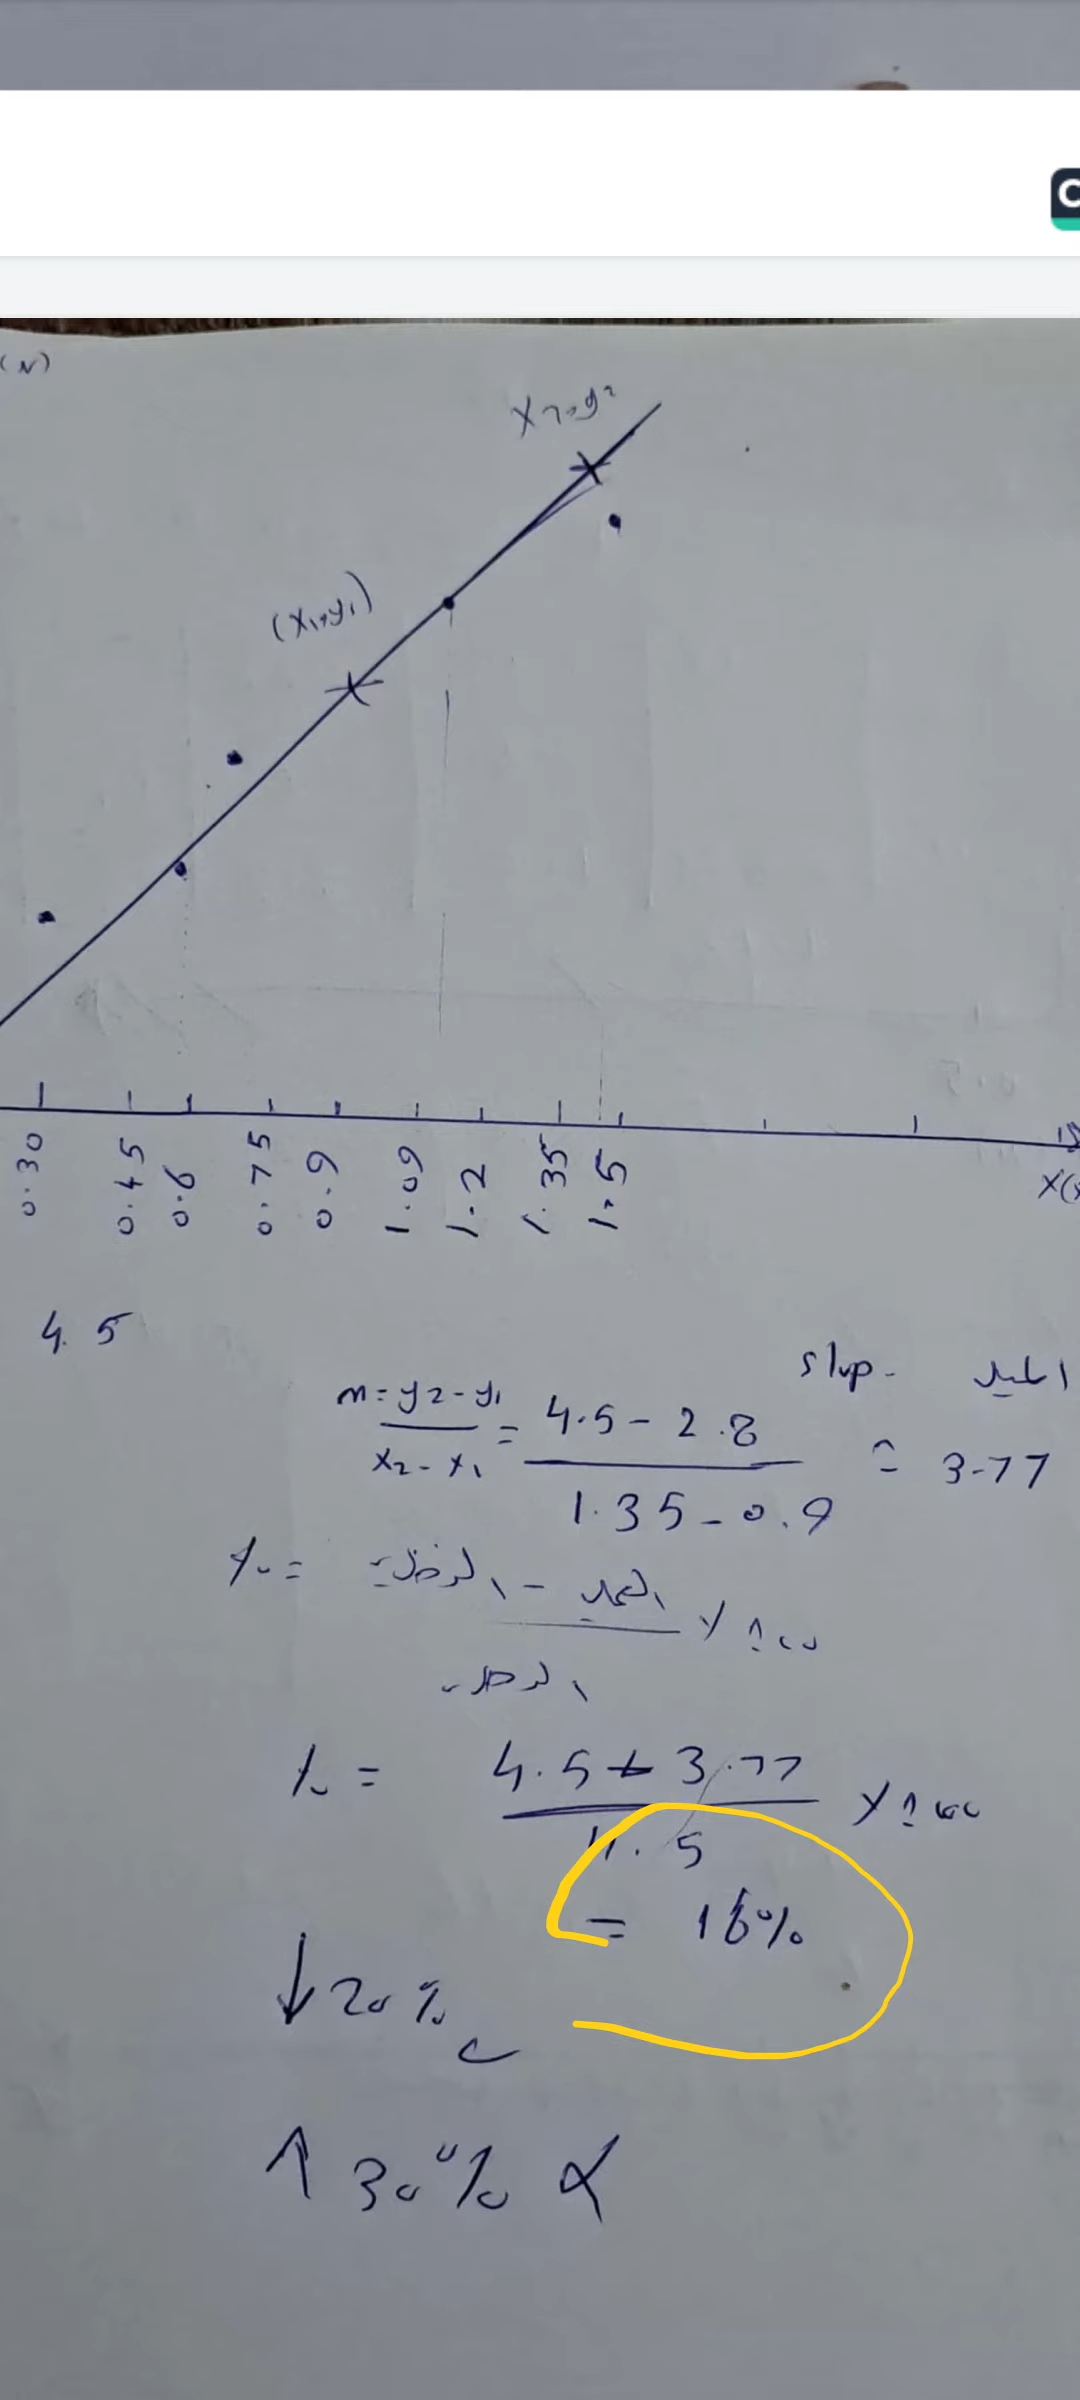 (N)
x2,y2
(x1,y1)
0.30 0.45 0.6 0.75 0.9 1.09 1.2 1.35 1.5
4.5
slop- الميل
m = y2 - y1 / x2 - x1 = 4.5 - 2.8 / 1.35 - 0.9 = 3.77
% = - العملي × 100
% = 4.5 - 3.77 / 4.5 × 100
= 16%
↓ 20%
↑ 30%